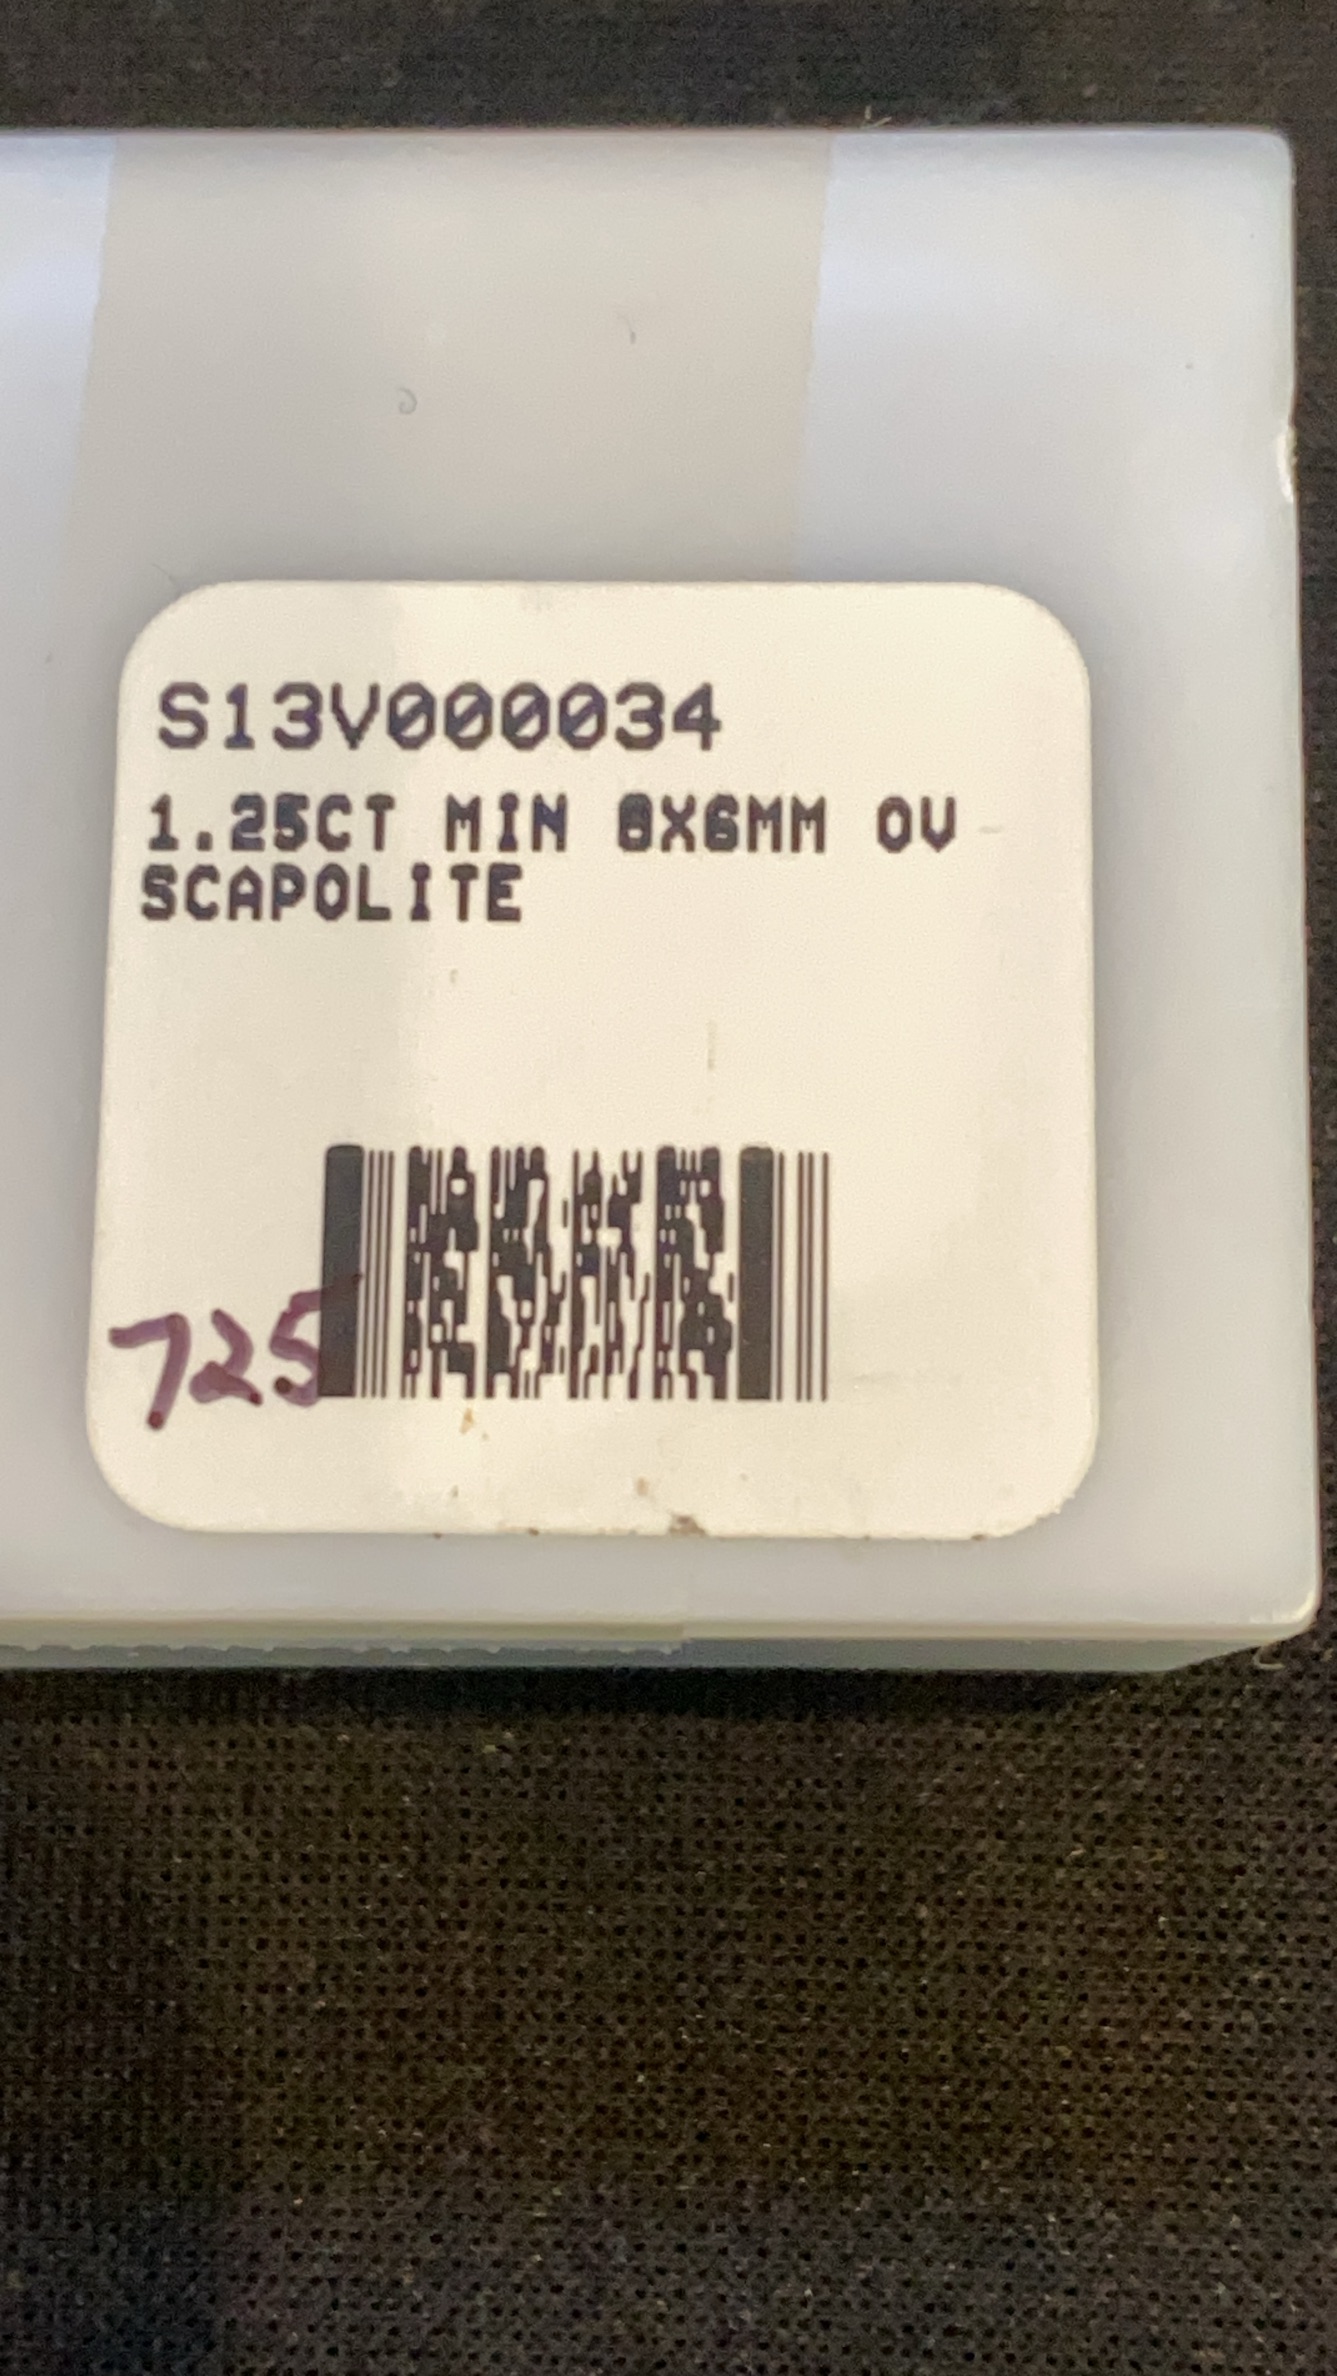 S13V000034
1.25CT MIN 8X6MM OV
SCAPOLITE
725